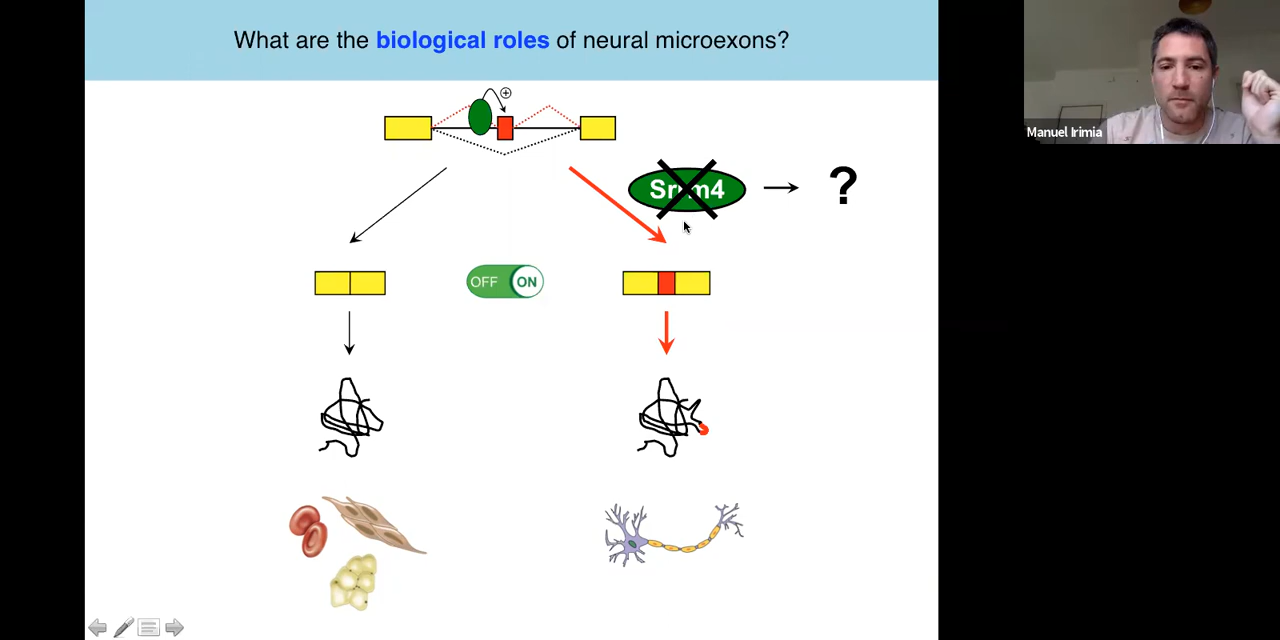 What are the biological roles of neural microexons?
Manuel Irimia
+
Srrm4
?
OFF ON